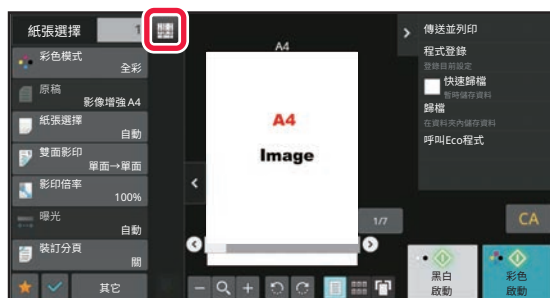 紙張選擇
1
彩色模式
全彩
原稿
影像增強 A4
紙張選擇
自動
雙面影印
單面→單面
影印倍率
100%
曝光
自動
裝訂分頁
關
其它
A4
A4
Image
1/7
傳送並列印
程式登錄
登錄目前設定
快速歸檔
暫時儲存資料
歸檔
在資料夾內儲存資料
呼叫Eco程式
CA
黑白
啟動
彩色
啟動